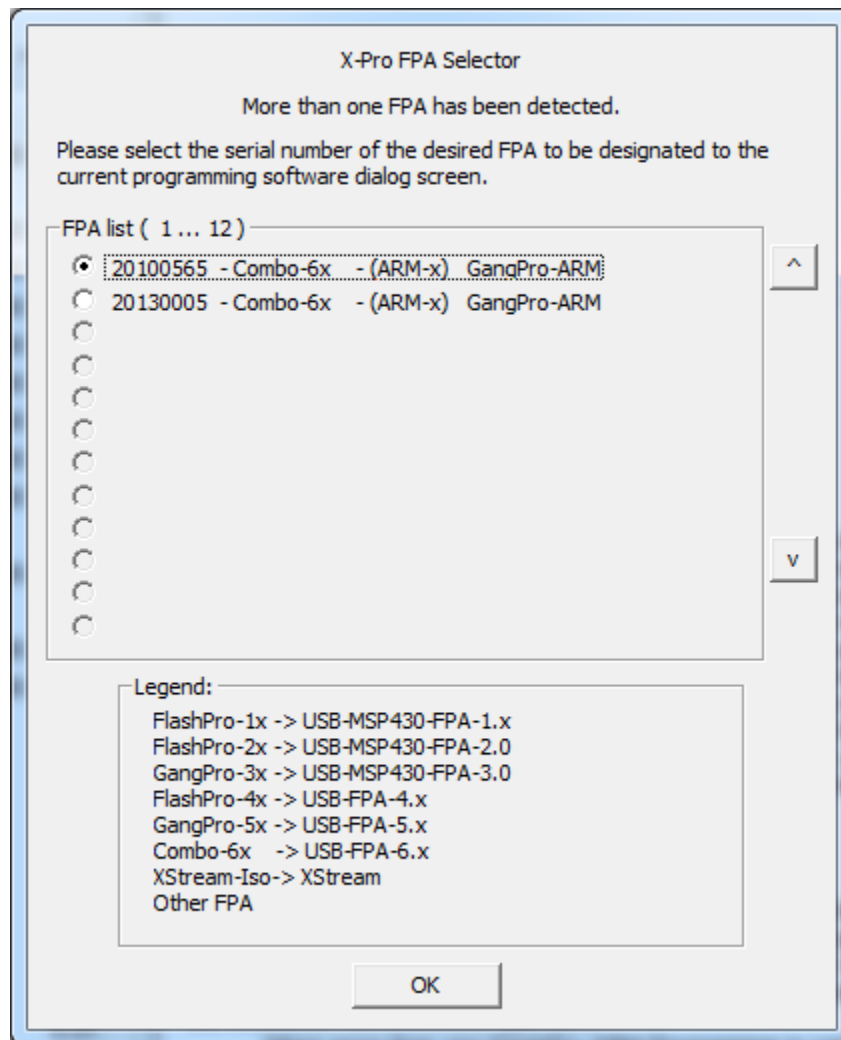 X-Pro FPA Selector
More than one FPA has been detected.
Please select the serial number of the desired FPA to be designated to the
current programming software dialog screen.
FPA list ( 1 ... 12 )
20100565 - Combo-6x - (ARM-x) GangPro-ARM
^
20130005 - Combo-6x - (ARM-x) GangPro-ARM
v
Legend:
FlashPro-1x -> USB-MSP430-FPA-1.x
FlashPro-2x -> USB-MSP430-FPA-2.0
GangPro-3x -> USB-MSP430-FPA-3.0
FlashPro-4x -> USB-FPA-4.x
GangPro-5x -> USB-FPA-5.x
Combo-6x -> USB-FPA-6.x
XStream-Iso-> XStream
Other FPA
OK